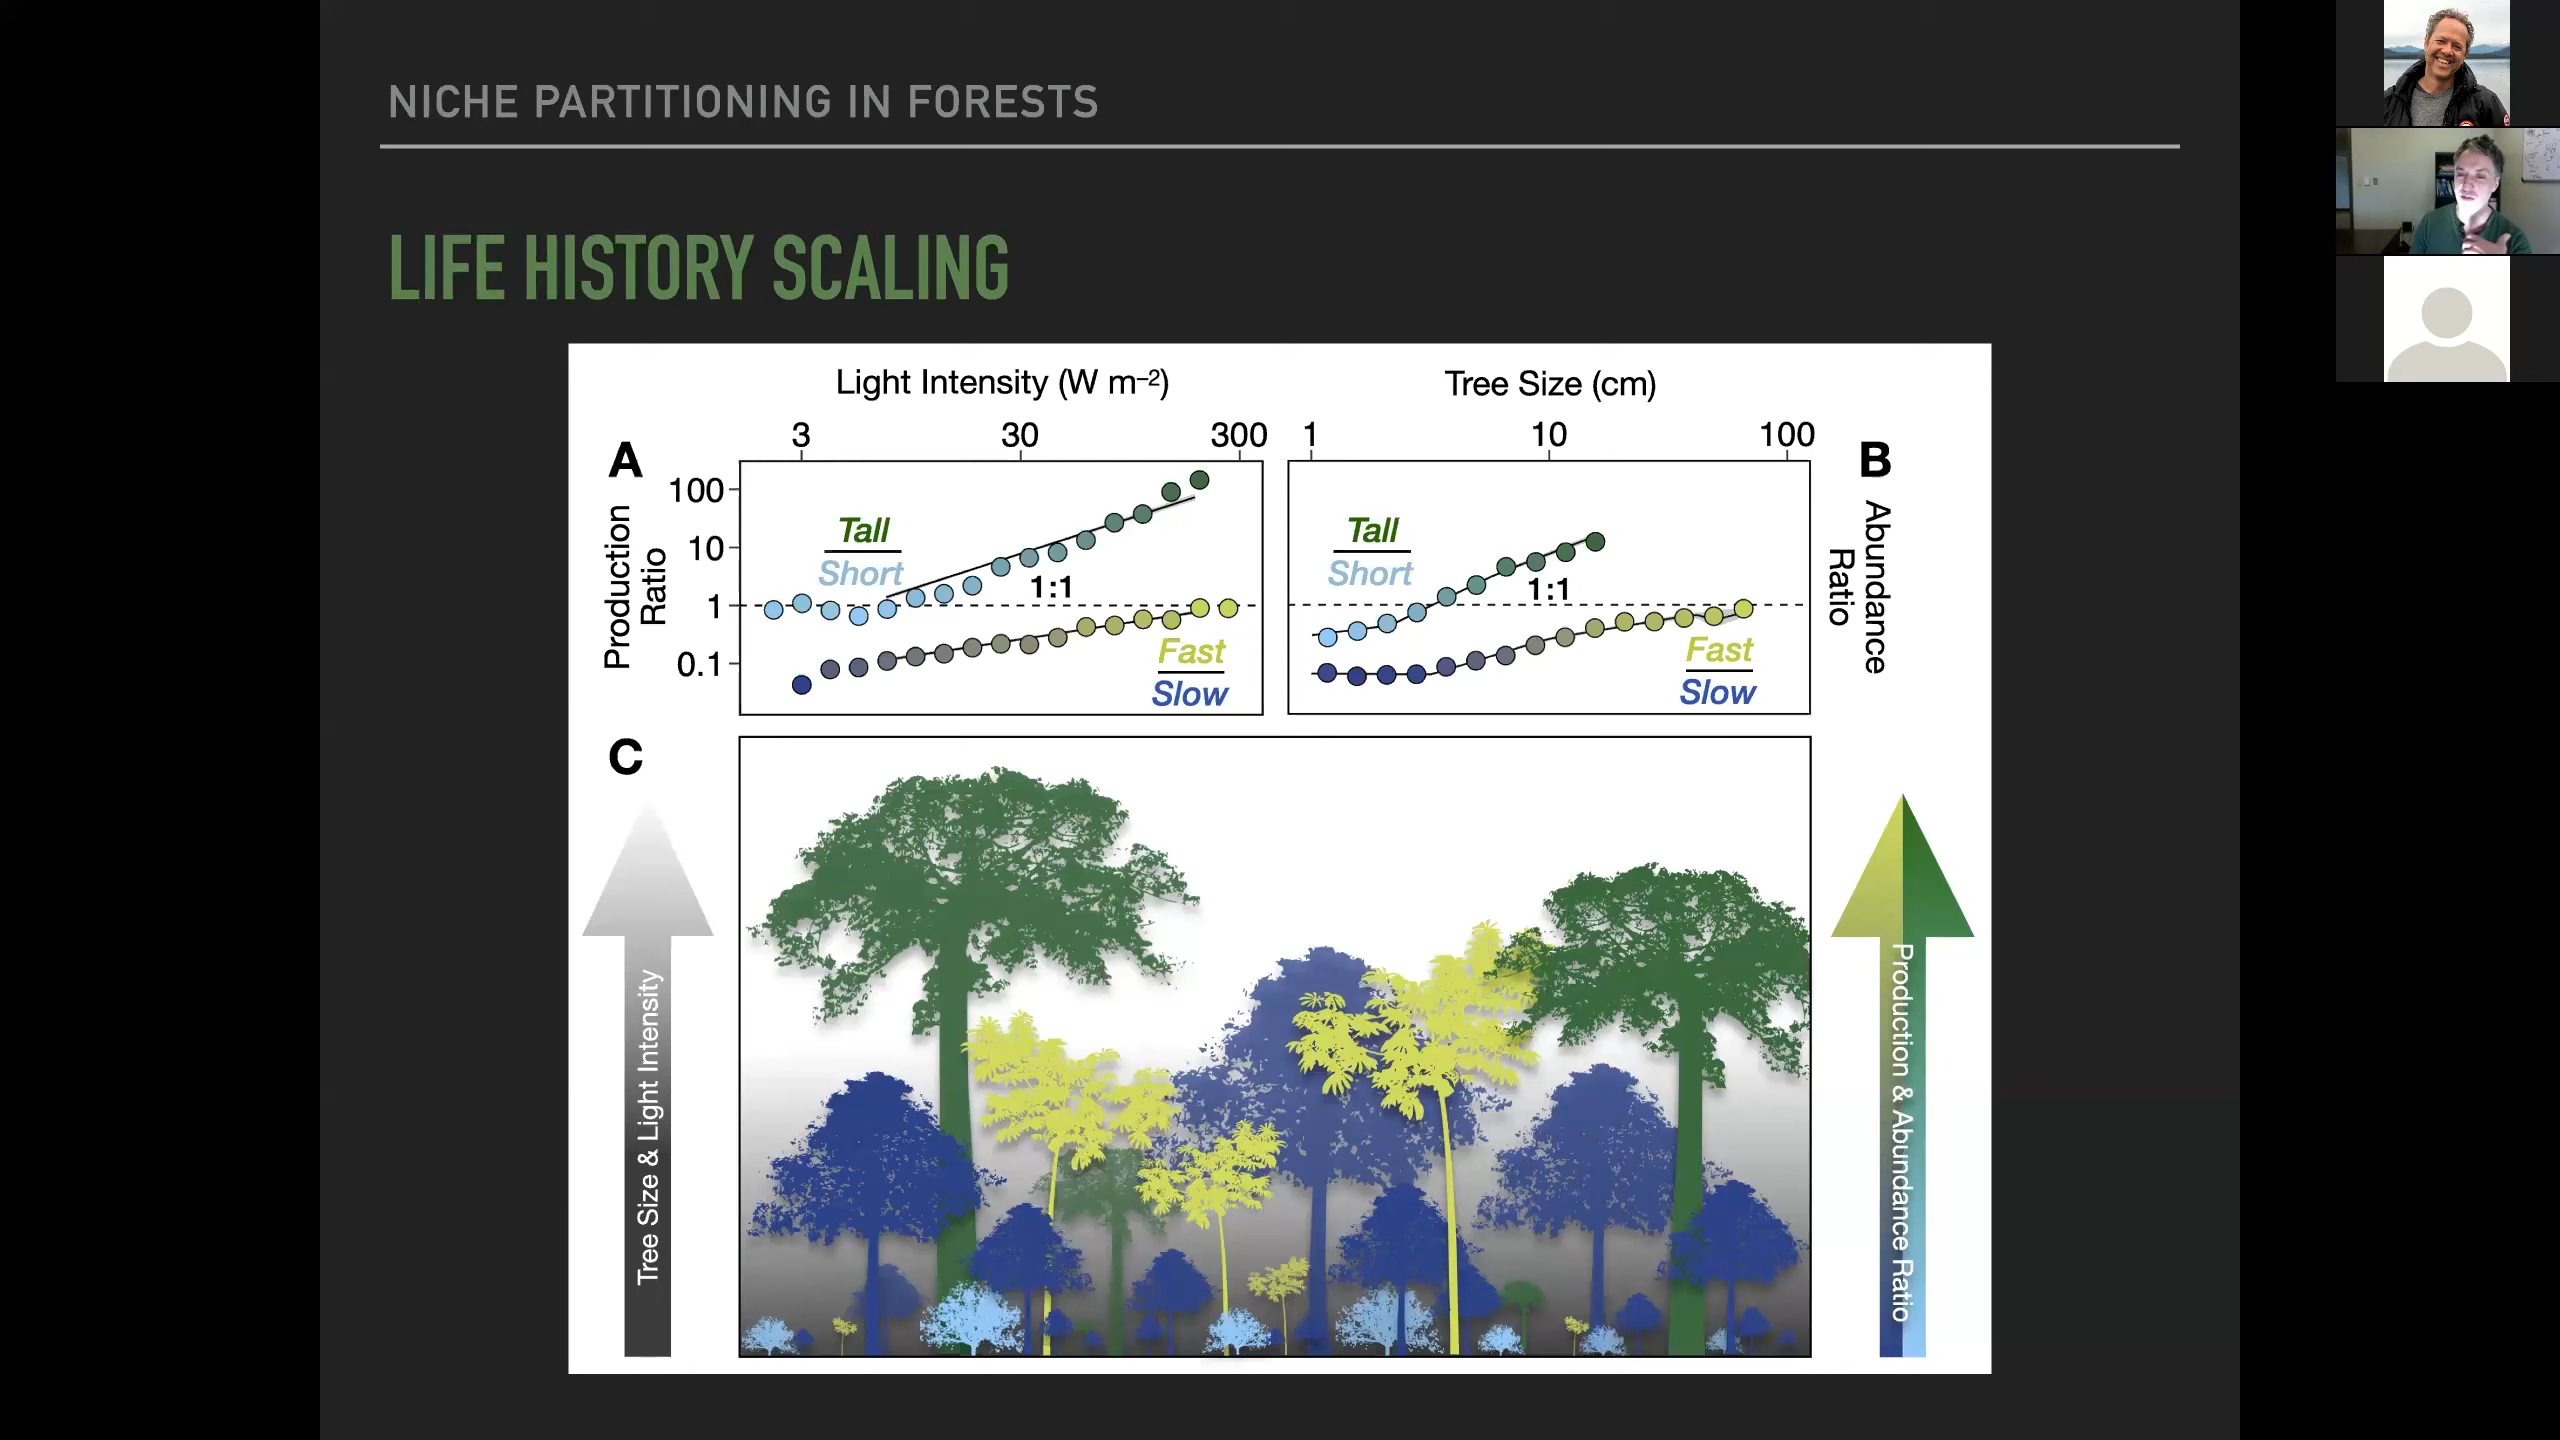 NICHE PARTITIONING IN FORESTS
LIFE HISTORY SCALING
Light Intensity (W m–2)
Tree Size (cm)
3
30
300
1
10
100
A
B
Production
Ratio
100
10
1
0.1
Tall
Short
1:1
Fast
Slow
Tall
Short
1:1
Fast
Slow
Abundance
Ratio
C
Tree Size & Light Intensity
Production & Abundance Ratio